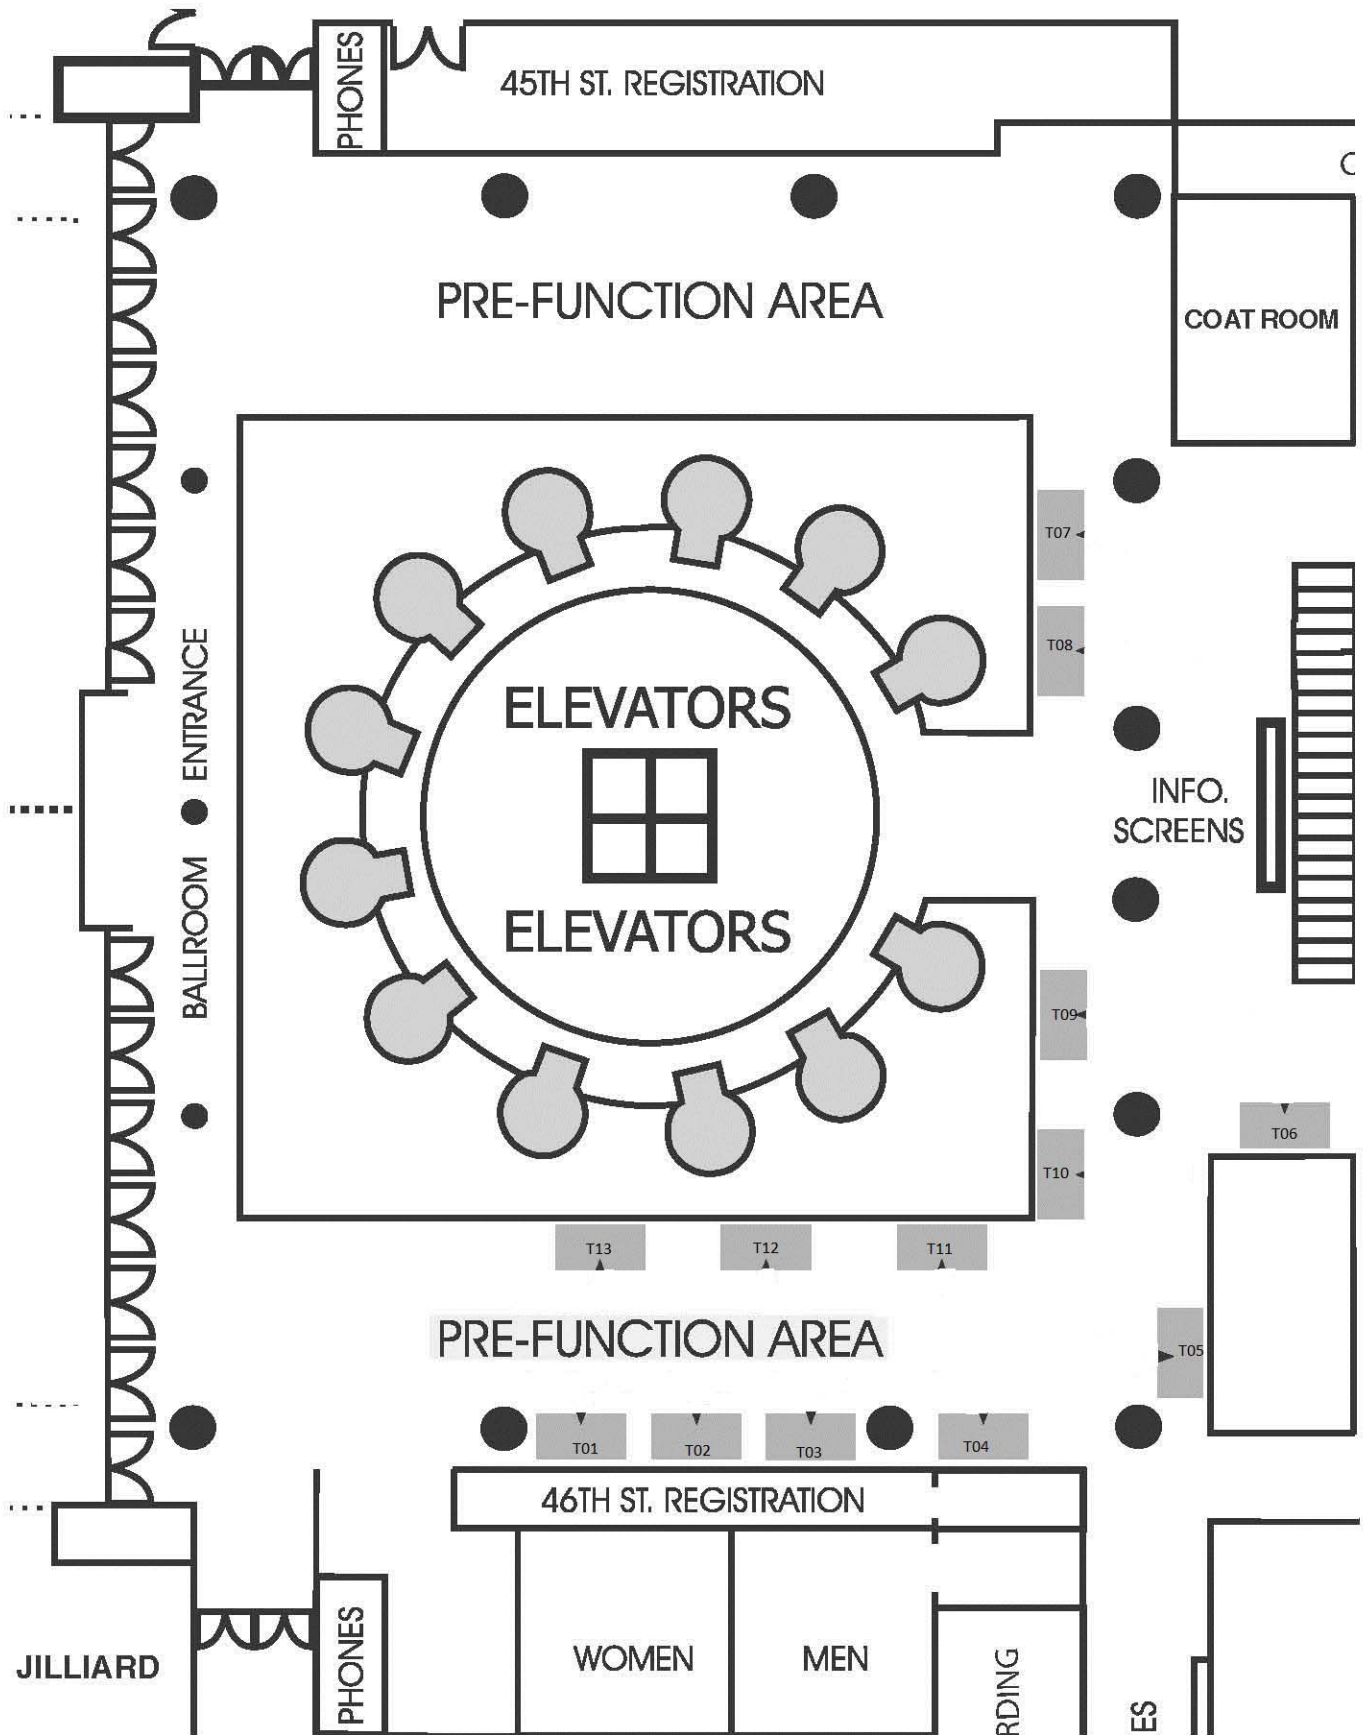 PHONES
45TH ST. REGISTRATION
PRE-FUNCTION AREA
COAT ROOM
T07
T08
ENTRANCE
BALLROOM
ELEVATORS
ELEVATORS
INFO.
SCREENS
T09
T10
T06
T13
T12
T11
PRE-FUNCTION AREA
T05
T01
T02
T03
T04
46TH ST. REGISTRATION
JILLIARD
PHONES
WOMEN
MEN
RDING
ES